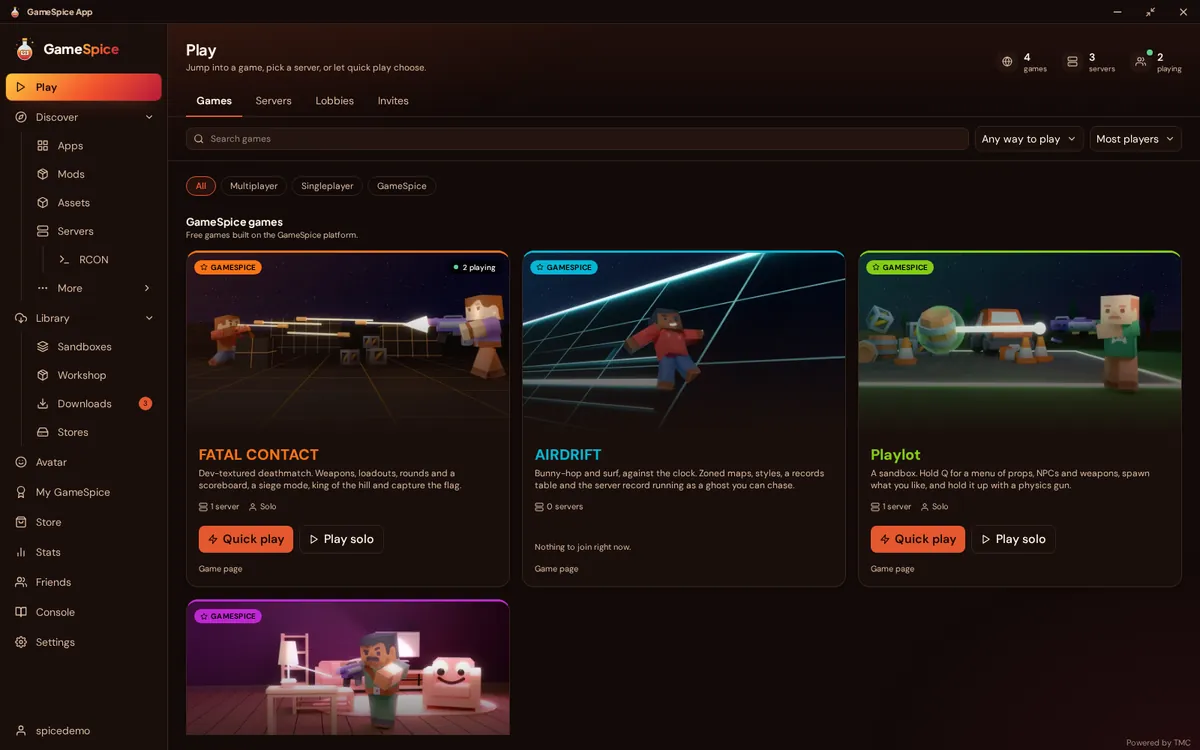 GameSpice App
GameSpice
Play
Discover
Apps
Mods
Assets
Servers
RCON
More
Library
Sandboxes
Workshop
Downloads 3
Stores
Avatar
My GameSpice
Store
Stats
Friends
Console
Settings
spicedemo
Play
Jump into a game, pick a server, or let quick play choose.
4 games
3 servers
2 playing
Games Servers Lobbies Invites
Search games
Any way to play
Most players
All Multiplayer Singleplayer GameSpice
GameSpice games
Free games built on the GameSpice platform.
GAMESPICE
2 playing
FATAL CONTACT
Dev-textured deathmatch. Weapons, loadouts, rounds and a
scoreboard, a siege mode, king of the hill and capture the flag.
1 server Solo
Quick play Play solo
Game page
GAMESPICE
AIRDRIFT
Bunny-hop and surf, against the clock. Zoned maps, styles, a records
table and the server record running as a ghost you can chase.
0 servers
Nothing to join right now.
Game page
GAMESPICE
Playlot
A sandbox. Hold Q for a menu of props, NPCs and weapons, spawn
what you like, and hold it up with a physics gun.
1 server Solo
Quick play Play solo
Game page
GAMESPICE
Powered by TMC